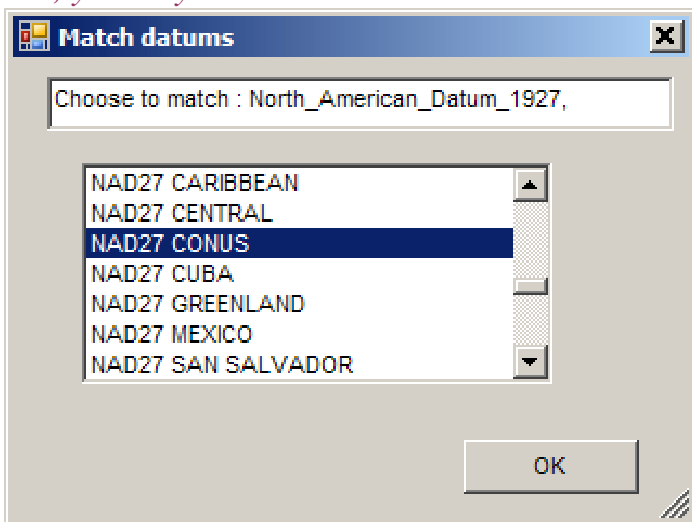 Match datums
Choose to match : North_American_Datum_1927,
NAD27 CARIBBEAN
NAD27 CENTRAL
NAD27 CONUS
NAD27 CUBA
NAD27 GREENLAND
NAD27 MEXICO
NAD27 SAN SALVADOR
OK